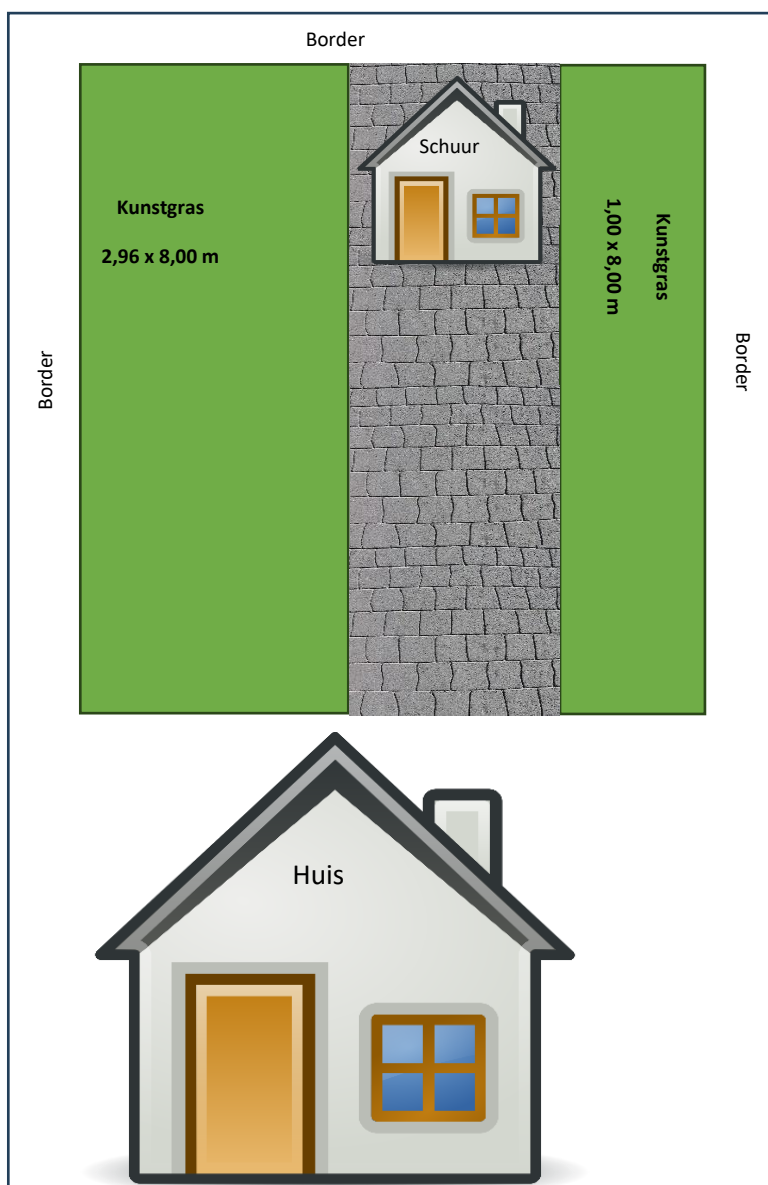 Border
Schuur
Kunstgras
2,96 x 8,00 m
Kunstgras
1,00 x 8,00 m
Border
Border
Huis